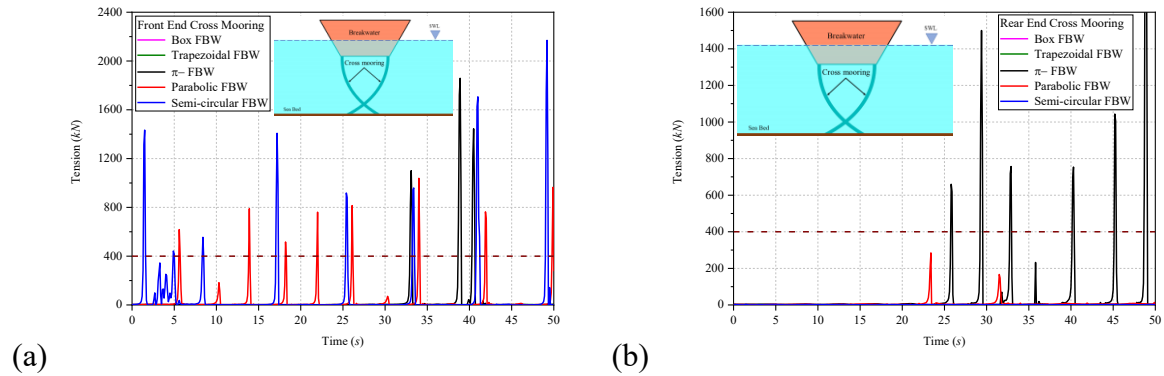 Front End Cross Mooring
Box FBW
Trapezoidal FBW
π– FBW
Parabolic FBW
Semi-circular FBW
Breakwater
SWL
Cross mooring
Sea Bed
Tension (kN)
2400
2000
1600
1200
800
400
0
0 5 10 15 20 25 30 35 40 45 50
Time (s)
(a)
Rear End Cross Mooring
Box FBW
Trapezoidal FBW
π– FBW
Parabolic FBW
Semi-circular FBW
Breakwater
SWL
Cross mooring
Sea Bed
Tension (kN)
1600
1400
1200
1000
800
600
400
200
0
0 5 10 15 20 25 30 35 40 45 50
Time (s)
(b)